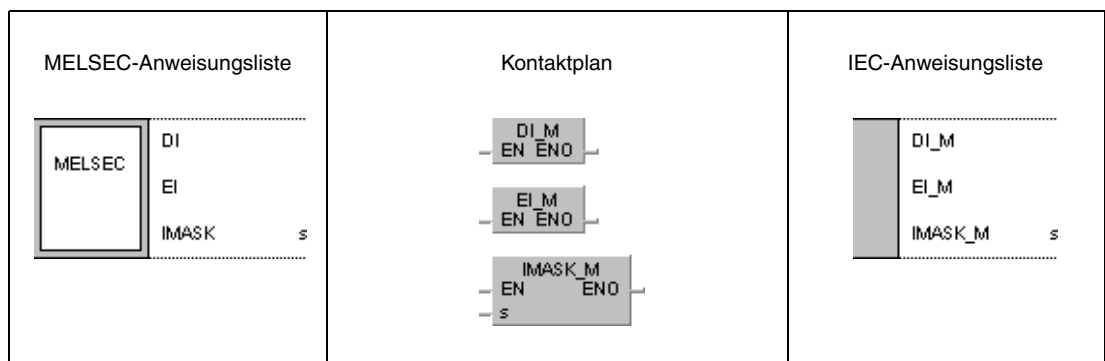 MELSEC-Anweisungsliste
MELSEC
DI
EI
IMASK s
Kontaktplan
DI_M
EN ENO
EI_M
EN ENO
IMASK_M
EN ENO
s
IEC-Anweisungsliste
DI_M
EI_M
IMASK_M s